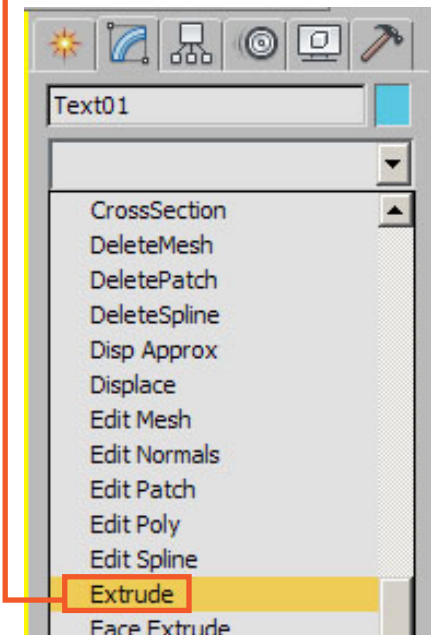 Text01
CrossSection
DeleteMesh
DeletePatch
DeleteSpline
Disp Approx
Displace
Edit Mesh
Edit Normals
Edit Patch
Edit Poly
Edit Spline
Extrude
Face Extrude